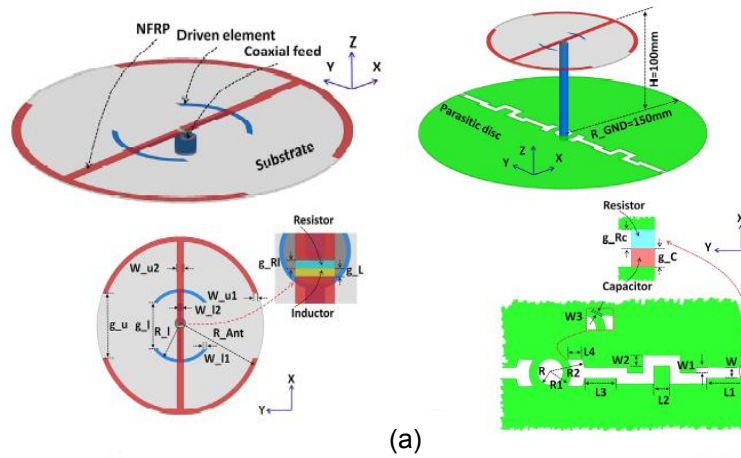 NFRP
Driven element
Coaxial feed
Z
Y
X
Substrate
H=100mm
R_GND=150mm
Parasitic disc
Z
Y
X
W_u2
Resistor
g_Rl
g_L
Inductor
W_u1
W_l2
g_u
g_l
R_l
R_Ant
W_l1
X
Y
Resistor
g_Rc
g_C
Capacitor
X
Y
W3
L4
W2
W1
W
R
R2
R1
L3
L2
L1
(a)